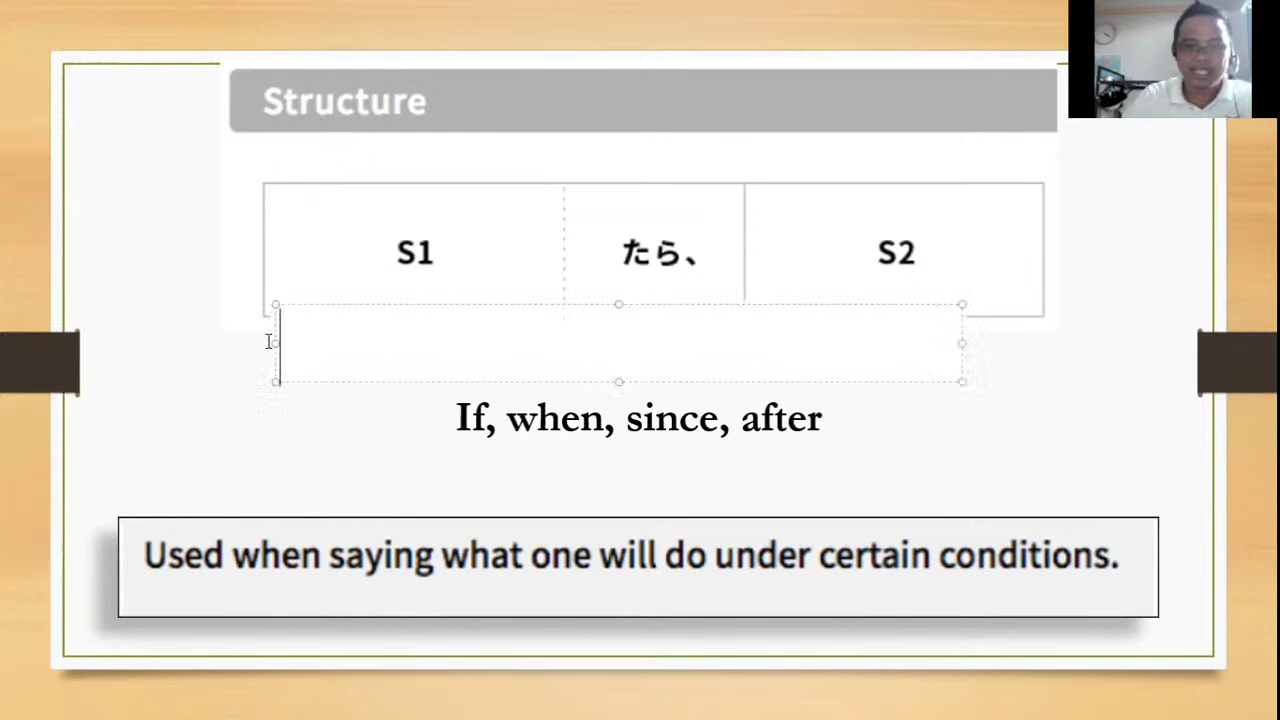 Structure
S1 たら、 S2
If, when, since, after
Used when saying what one will do under certain conditions.